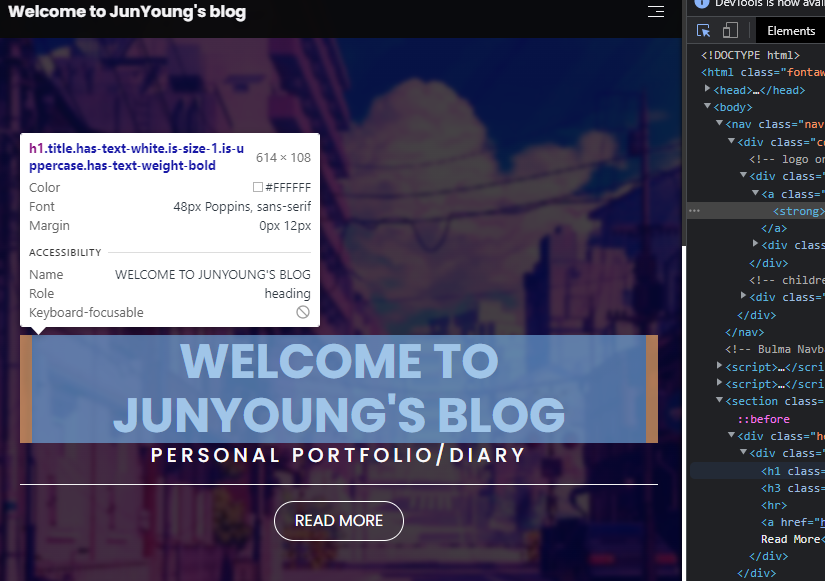 Welcome to JunYoung's blog
DevTools is now avail
Elements
h1.title.has-text-white.is-size-1.is-u
ppercase.has-text-weight-bold
614 × 108
Color
#FFFFFF
Font
48px Poppins, sans-serif
Margin
0px 12px
ACCESSIBILITY
Name
WELCOME TO JUNYOUNG'S BLOG
Role
heading
Keyboard-focusable
WELCOME TO
JUNYOUNG'S BLOG
PERSONAL PORTFOLIO/DIARY
READ MORE
<!DOCTYPE html>
<html class="fontaw
<head>…</head>
<body>
<nav class="nav
<div class="co
<!-- logo or
<div class="
<a class="
<strong>
</a>
<div clas
</div>
<!-- childre
<div class="
</div>
</nav>
<!-- Bulma Navb
<script>…</scri
<script>…</scri
<section class=
::before
<div class="he
<div class="
<h1 class=
<h3 class=
<hr>
<a href="h
Read More<
</div>
</div>